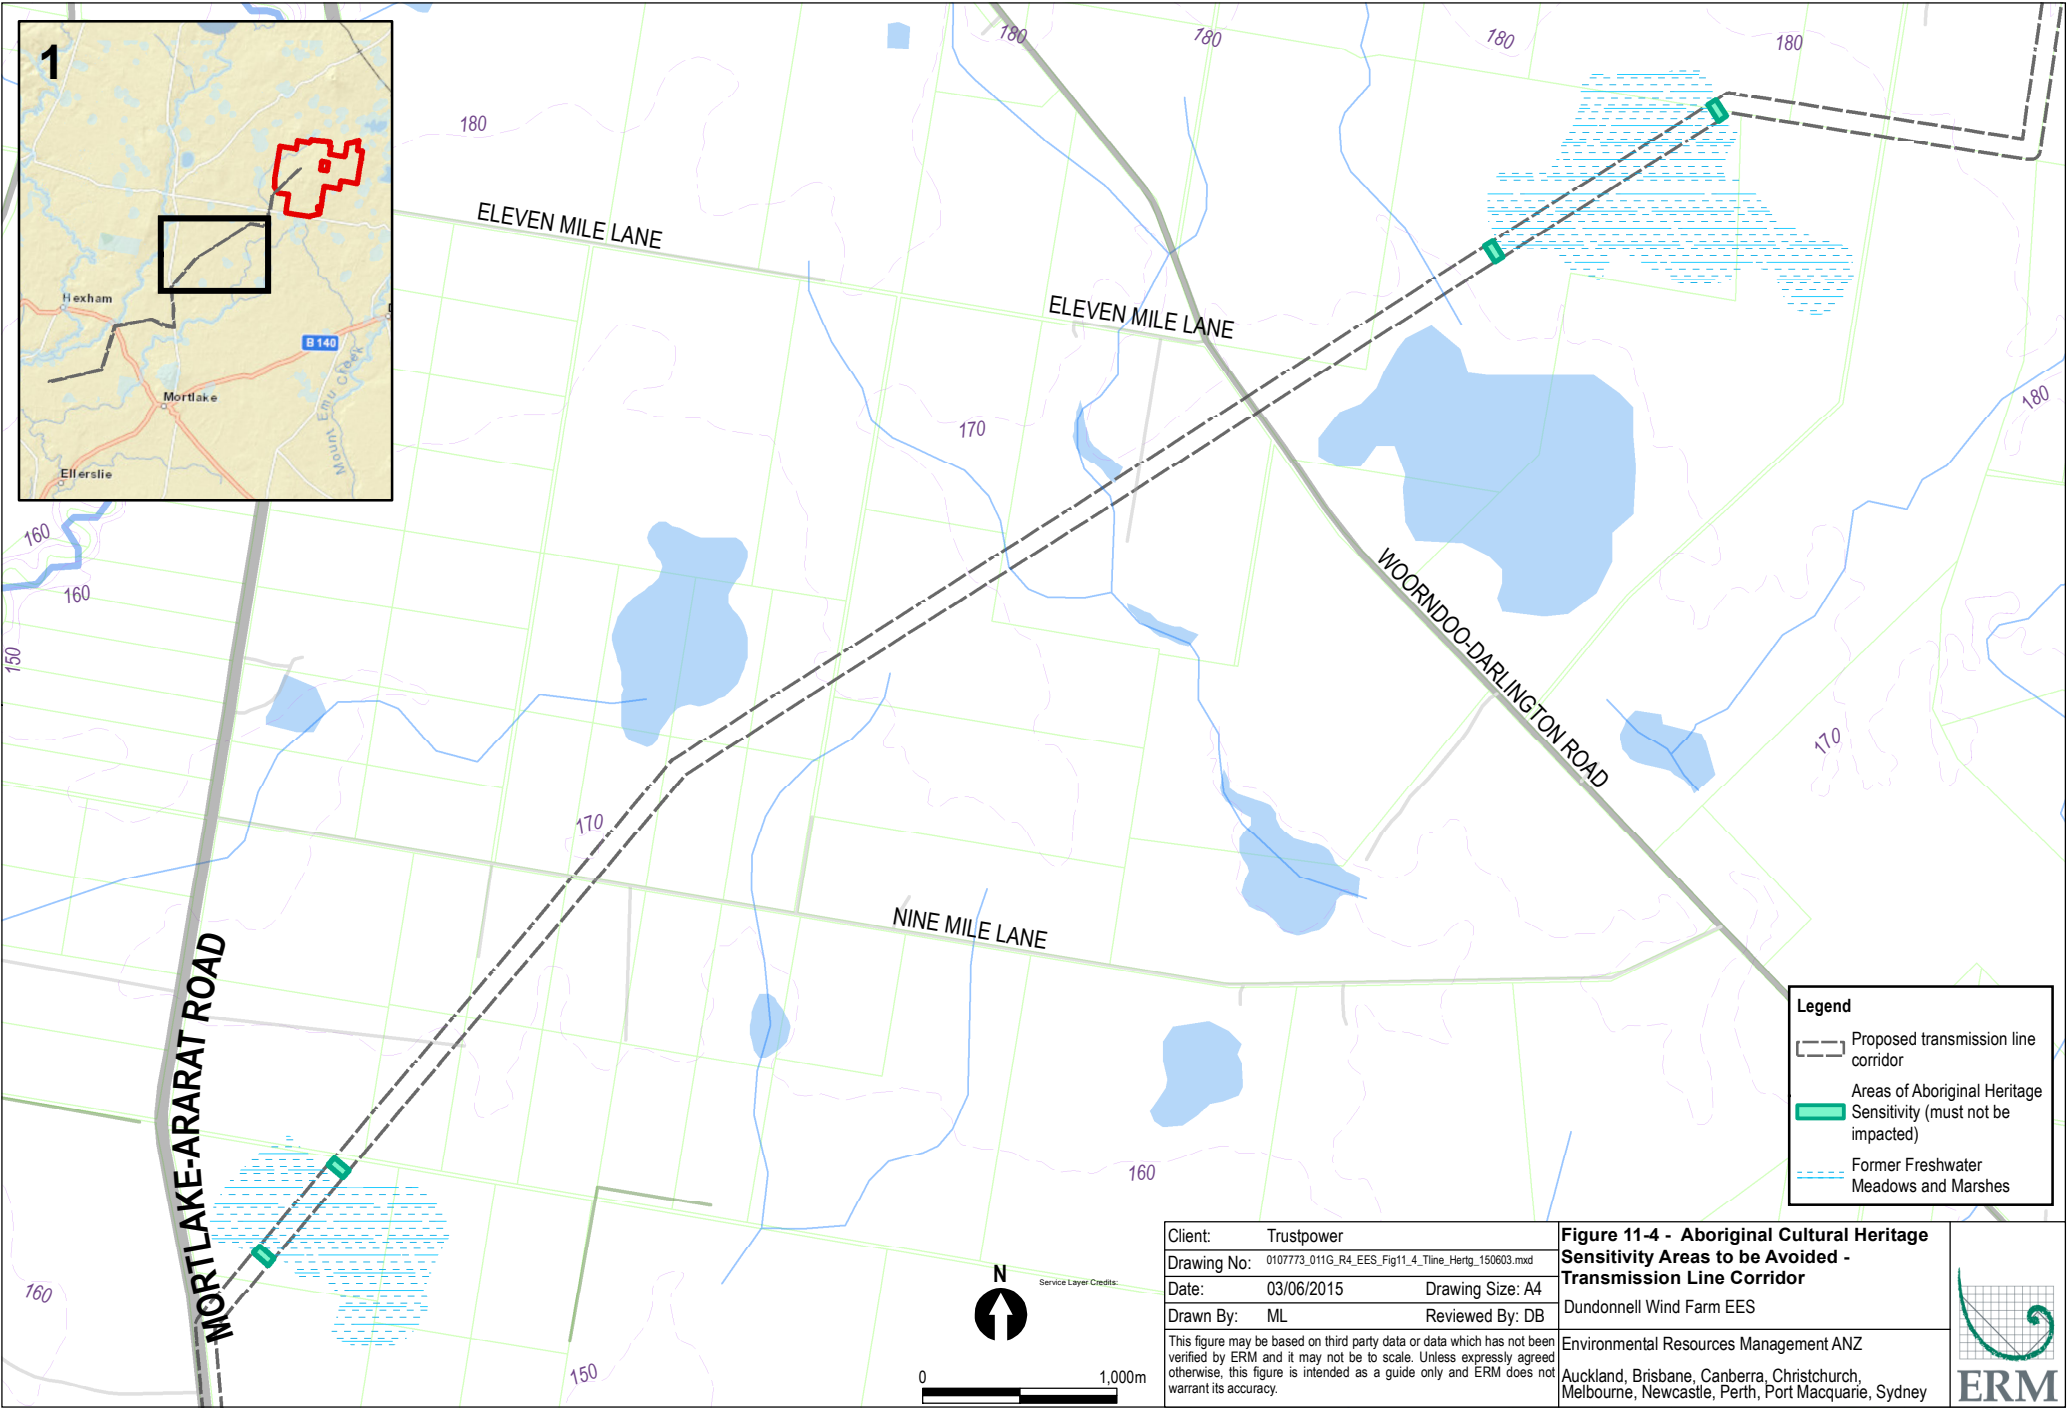 1
Hexham
B 140
Mortlake
Mount Emu Creek
Ellerslie
180
180
180
180
180
ELEVEN MILE LANE
ELEVEN MILE LANE
170
180
160
160
150
WOORNDOO-DARLINGTON ROAD
170
170
NINE MILE LANE
MORTLAKE-ARARAT ROAD
160
160
150
Legend
Proposed transmission line
corridor
Areas of Aboriginal Heritage
Sensitivity (must not be
impacted)
Former Freshwater
Meadows and Marshes
N
Service Layer Credits:
0 1,000m
Client: Trustpower
Drawing No: 0107773_011G_R4_EES_Fig11_4_Tline_Hertg_150603.mxd
Date: 03/06/2015 Drawing Size: A4
Drawn By: ML Reviewed By: DB
This figure may be based on third party data or data which has not been
verified by ERM and it may not be to scale. Unless expressly agreed
otherwise, this figure is intended as a guide only and ERM does not
warrant its accuracy.
Figure 11-4 - Aboriginal Cultural Heritage
Sensitivity Areas to be Avoided -
Transmission Line Corridor
Dundonnell Wind Farm EES
Environmental Resources Management ANZ
Auckland, Brisbane, Canberra, Christchurch,
Melbourne, Newcastle, Perth, Port Macquarie, Sydney
ERM